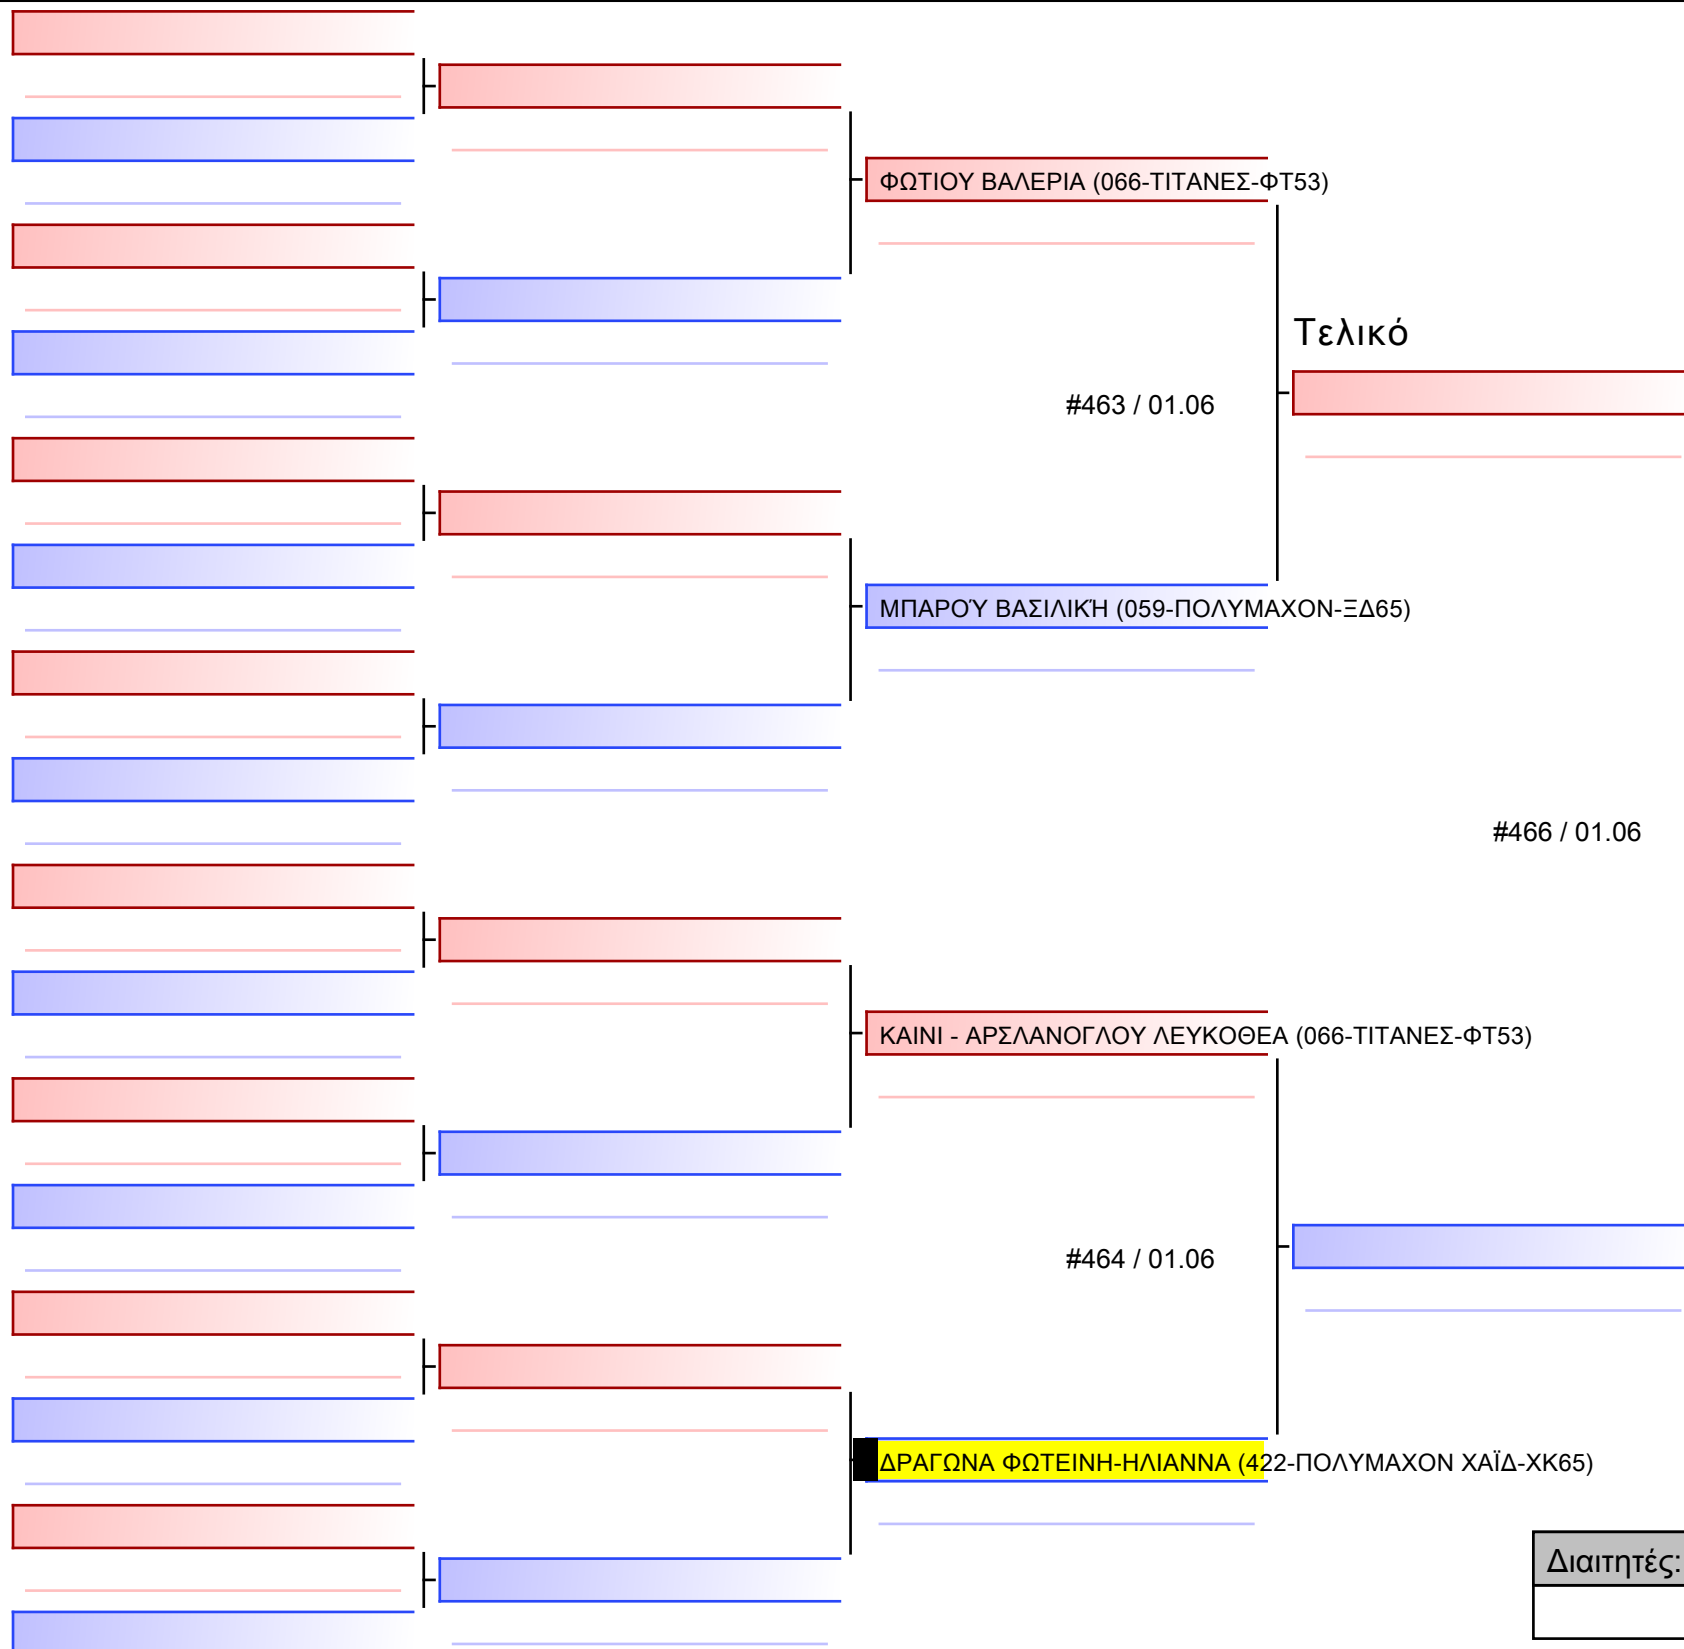 ΦΩΤΙΟΥ ΒΑΛΕΡΙΑ (066-ΤΙΤΑΝΕΣ-ΦΤ53)
Τελικό
#463 / 01.06
ΜΠΑΡΟΎ ΒΑΣΙΛΙΚΉ (059-ΠΟΛΥΜΑΧΟΝ-ΞΔ65)
#466 / 01.06
ΚΑΙΝΙ - ΑΡΣΛΑΝΟΓΛΟΥ ΛΕΥΚΟΘΕΑ (066-ΤΙΤΑΝΕΣ-ΦΤ53)
#464 / 01.06
ΔΡΑΓΩΝΑ ΦΩΤΕΙΝΗ-ΗΛΙΑΝΝΑ (422-ΠΟΛΥΜΑΧΟΝ ΧΑΪΔ-ΧΚ65)
Διαιτητές: